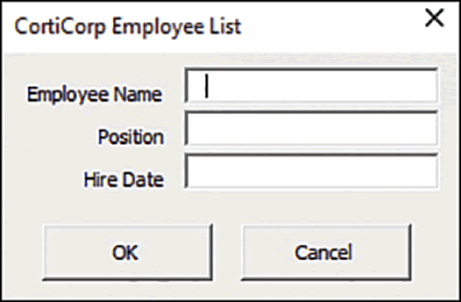 CortiCorp Employee List
Employee Name
Position
Hire Date
OK Cancel